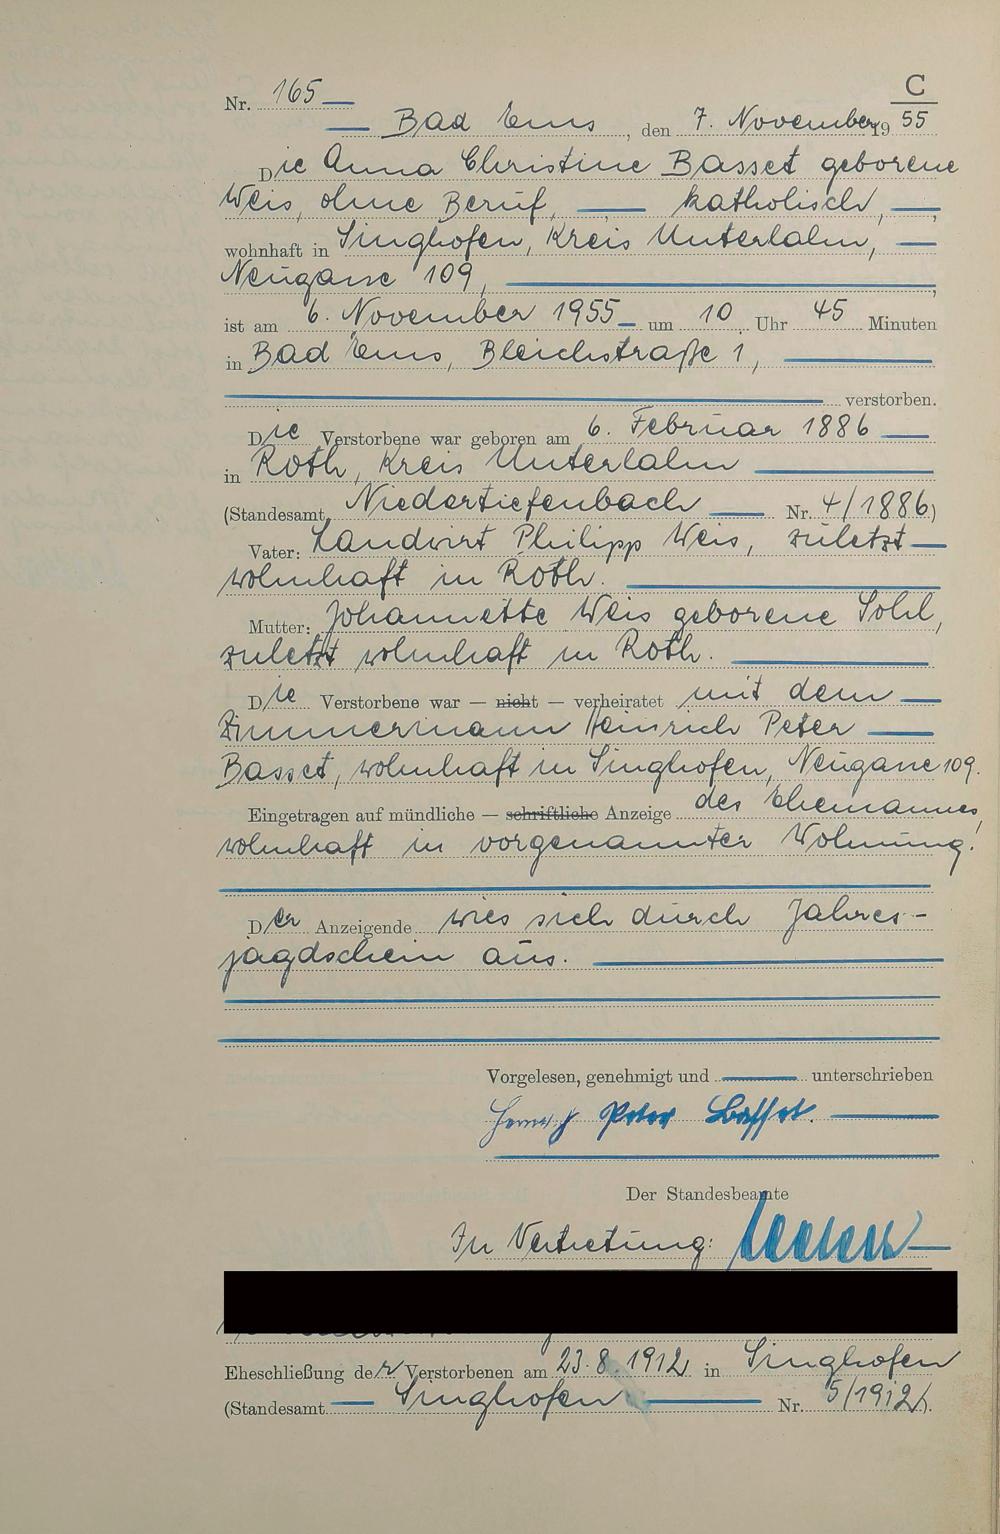 C
Nr. 165
Bad Ems, den 7. November 1955
Die Anna Christine Basset geborene
Weis, ohne Beruf, katholisch,
wohnhaft in Singhofen, Kreis Unterlahn,
Neugasse 109,
ist am 6. November 1955 um 10 Uhr 45 Minuten
in Bad Ems, Bleichstraße 1,
verstorben.
Die Verstorbene war geboren am 6. Februar 1886
in Roth, Kreis Unterlahn
(Standesamt Niedertiefenbach Nr. 4/1886)
Vater: Landwirt Philipp Weis, zuletzt
wohnhaft in Roth.
Mutter: Johannette Weis geborene Sohl,
zuletzt wohnhaft in Roth.
Die Verstorbene war — nicht — verheiratet mit dem
Zimmermann Heinrich Peter
Basset, wohnhaft in Singhofen, Neugasse 109.
Eingetragen auf mündliche — schriftliche Anzeige des Ehemannes,
wohnhaft in vorgenannter Wohnung.
Der Anzeigende wies sich durch Jahres-
jagdschein aus.
Vorgelesen, genehmigt und unterschrieben
Heinrich Peter Basset.
Der Standesbeamte
In Vertretung:
Eheschließung der Verstorbenen am 23.8.1912 in Singhofen
(Standesamt Singhofen Nr. 5/1912).